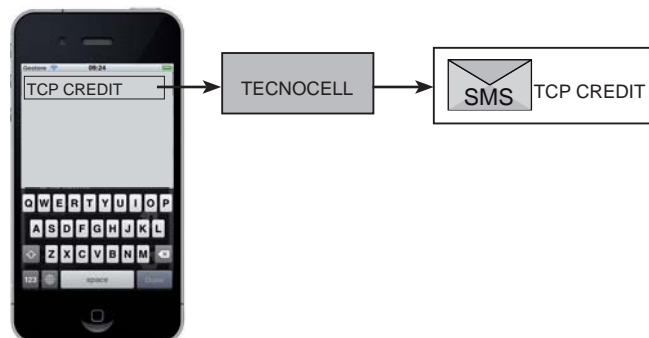 Gestore 09:24
TCP CREDIT
TECNOCELL
SMS TCP CREDIT
Q W E R T Y U I O P
A S D F G H J K L
Z X C V B N M
123 space Done